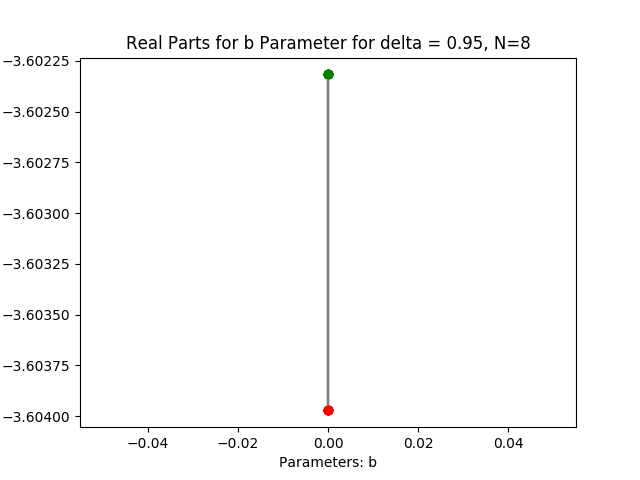 Real Parts for b Parameter for delta = 0.95, N=8
−3.60225
−3.60250
−3.60275
−3.60300
−3.60325
−3.60350
−3.60375
−3.60400
−0.04 −0.02 0.00 0.02 0.04
Parameters: b